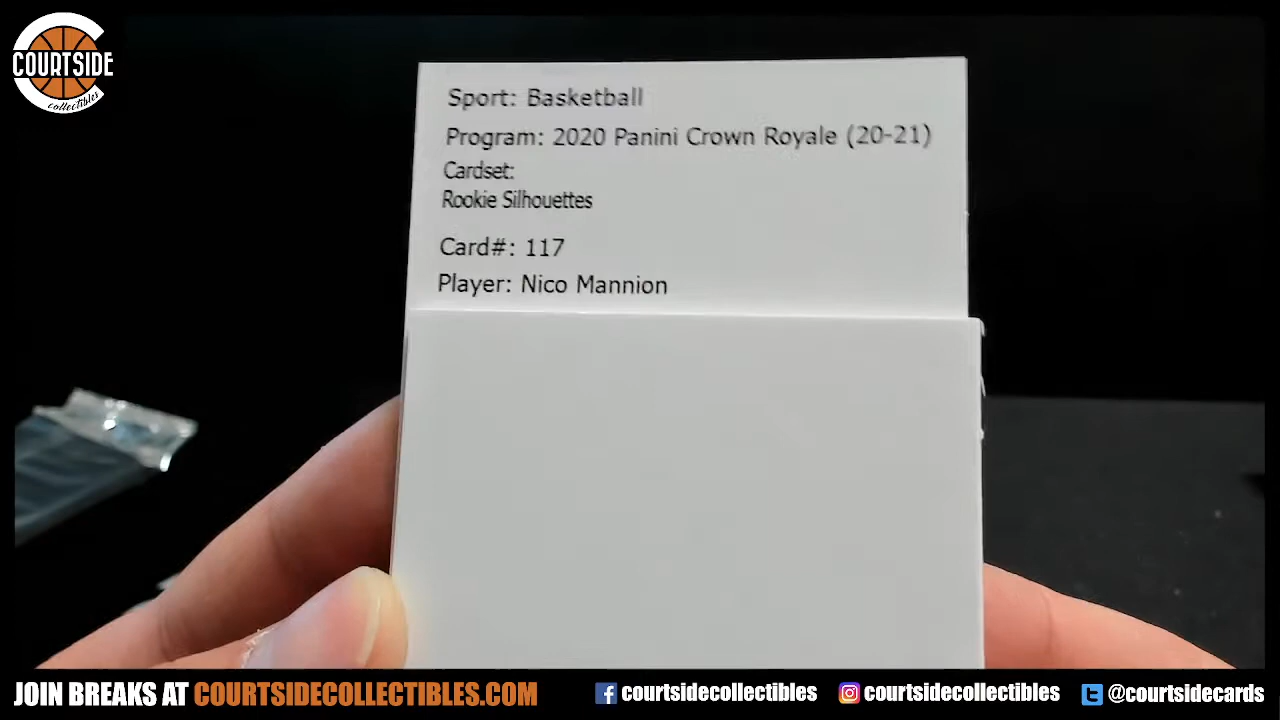 COURTSIDE
collectibles
Sport: Basketball
Program: 2020 Panini Crown Royale (20-21)
Cardset:
Rookie Silhouettes
Card#: 117
Player: Nico Mannion
JOIN BREAKS AT COURTSIDECOLLECTIBLES.COM
courtsidecollectibles
courtsidecollectibles
@courtsidecards